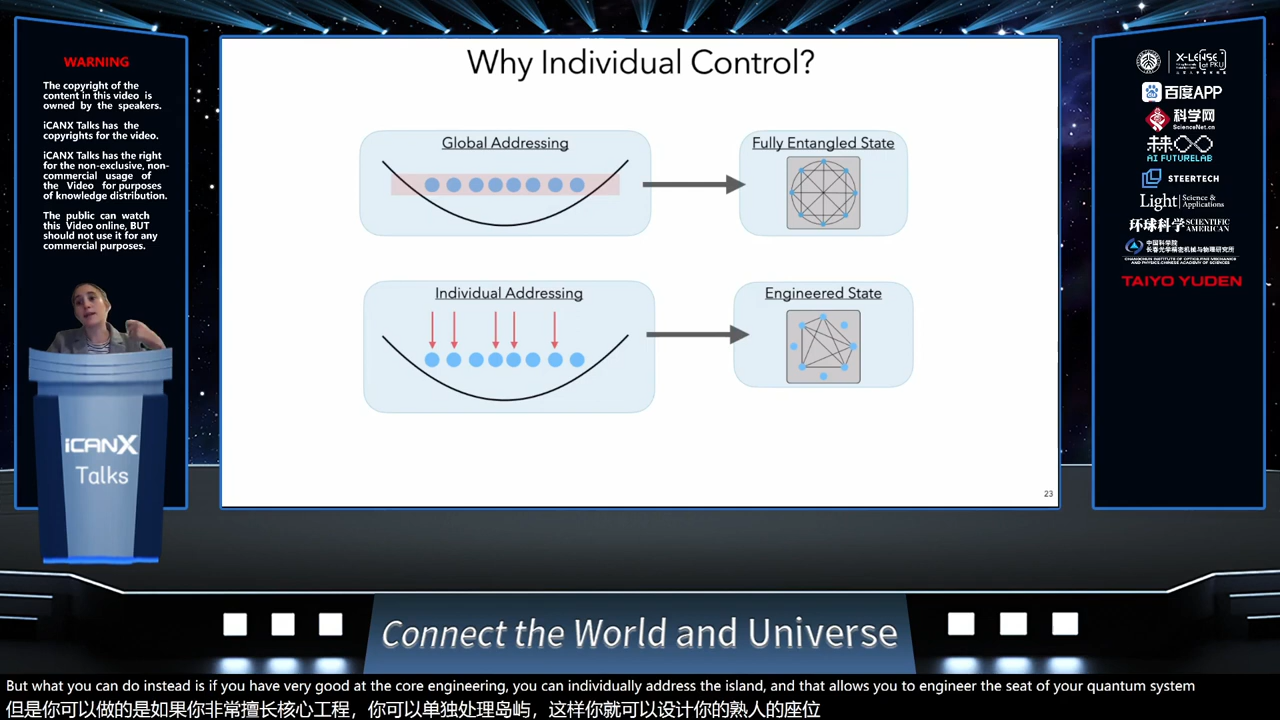 WARNING
The copyright of the
content in this video is
owned by the speakers.
iCANX Talks has the
copyrights for the video.
iCANX Talks has the right
for the non-exclusive, non-
commercial usage of
the Video for purposes
of knowledge distribution.
The public can watch
this Video online, BUT
should not use it for any
commercial purposes.
iCANX
Talks
Why Individual Control?
Global Addressing
Fully Entangled State
Individual Addressing
Engineered State
23
X-LENSE
at PKU
百度APP
科学网
ScienceNet.cn
AI FUTURELAB
STEERTECH
Light Science & Applications
环球科学 SCIENTIFIC AMERICAN
中国科学院
长春光学精密机械与物理研究所
CHANGCHUN INSTITUTE OF OPTICS,FINE MECHANICS
AND PHYSICS,CHINESE ACADEMY OF SCIENCES
TAIYO YUDEN
Connect the World and Universe
But what you can do instead is if you have very good at the core engineering, you can individually address the island, and that allows you to engineer the seat of your quantum system
但是你可以做的是如果你非常擅长核心工程，你可以单独处理岛屿，这样你就可以设计你的熟人的座位